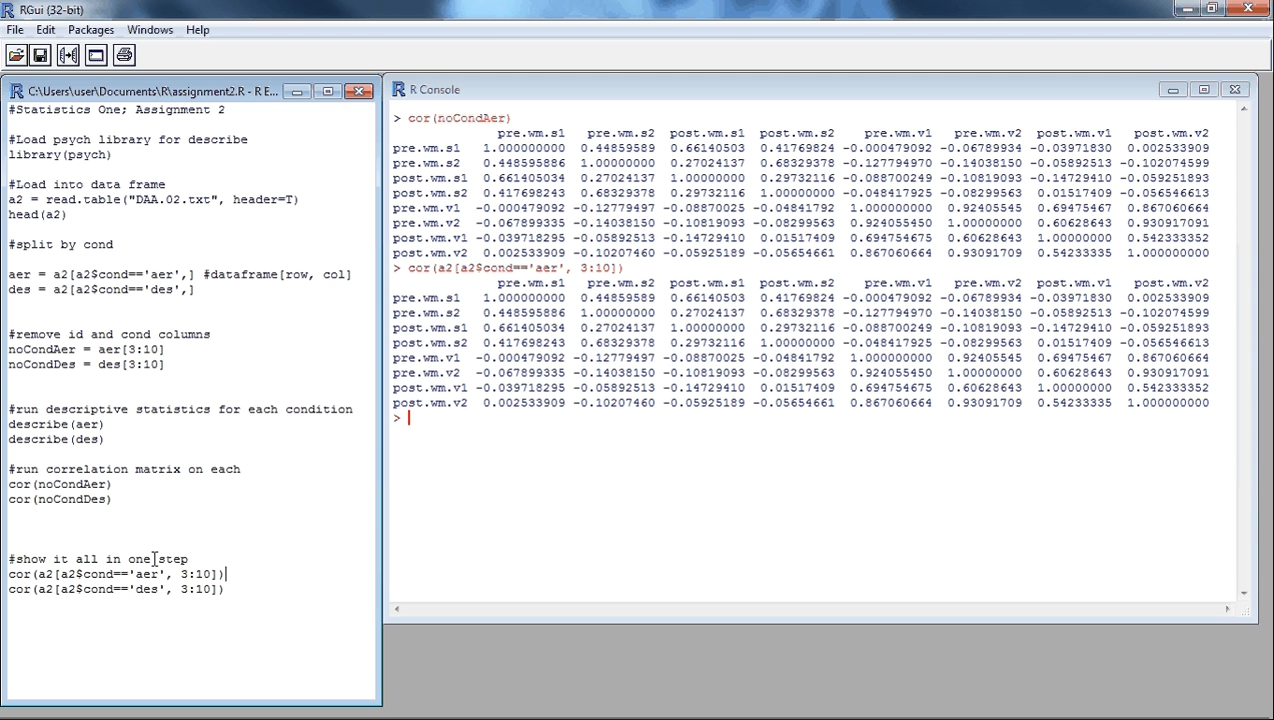 RGui (32-bit)
File Edit Packages Windows Help
C:\Users\user\Documents\R\assignment2.R - R E...
#Statistics One; Assignment 2
#Load psych library for describe
library(psych)
#Load into data frame
a2 = read.table("DAA.02.txt", header=T)
head(a2)
#split by cond
aer = a2[a2$cond=='aer',] #dataframe[row, col]
des = a2[a2$cond=='des',]
#remove id and cond columns
noCondAer = aer[3:10]
noCondDes = des[3:10]
#run descriptive statistics for each condition
describe(aer)
describe(des)
#run correlation matrix on each
cor(noCondAer)
cor(noCondDes)
#show it all in one step
cor(a2[a2$cond=='aer', 3:10])
cor(a2[a2$cond=='des', 3:10])
R Console
> cor(noCondAer)
pre.wm.s1 pre.wm.s2 post.wm.s1 post.wm.s2 pre.wm.v1 pre.wm.v2 post.wm.v1 post.wm.v2
pre.wm.s1 1.000000000 0.44859589 0.66140503 0.41769824 -0.000479092 -0.06789934 -0.03971830 0.002533909
pre.wm.s2 0.448595886 1.00000000 0.27024137 0.68329378 -0.127794970 -0.14038150 -0.05892513 -0.102074599
post.wm.s1 0.661405034 0.27024137 1.00000000 0.29732116 -0.088700249 -0.10819093 -0.14729410 -0.059251893
post.wm.s2 0.417698243 0.68329378 0.29732116 1.00000000 -0.048417925 -0.08299563 0.01517409 -0.056546613
pre.wm.v1 -0.000479092 -0.12779497 -0.08870025 -0.04841792 1.000000000 0.92405545 0.69475467 0.867060664
pre.wm.v2 -0.067899335 -0.14038150 -0.10819093 -0.08299563 0.924055450 1.00000000 0.60628643 0.930917091
post.wm.v1 -0.039718295 -0.05892513 -0.14729410 0.01517409 0.694754675 0.60628643 1.00000000 0.542333352
post.wm.v2 0.002533909 -0.10207460 -0.05925189 -0.05654661 0.867060664 0.93091709 0.54233335 1.000000000
> cor(a2[a2$cond=='aer', 3:10])
pre.wm.s1 pre.wm.s2 post.wm.s1 post.wm.s2 pre.wm.v1 pre.wm.v2 post.wm.v1 post.wm.v2
pre.wm.s1 1.000000000 0.44859589 0.66140503 0.41769824 -0.000479092 -0.06789934 -0.03971830 0.002533909
pre.wm.s2 0.448595886 1.00000000 0.27024137 0.68329378 -0.127794970 -0.14038150 -0.05892513 -0.102074599
post.wm.s1 0.661405034 0.27024137 1.00000000 0.29732116 -0.088700249 -0.10819093 -0.14729410 -0.059251893
post.wm.s2 0.417698243 0.68329378 0.29732116 1.00000000 -0.048417925 -0.08299563 0.01517409 -0.056546613
pre.wm.v1 -0.000479092 -0.12779497 -0.08870025 -0.04841792 1.000000000 0.92405545 0.69475467 0.867060664
pre.wm.v2 -0.067899335 -0.14038150 -0.10819093 -0.08299563 0.924055450 1.00000000 0.60628643 0.930917091
post.wm.v1 -0.039718295 -0.05892513 -0.14729410 0.01517409 0.694754675 0.60628643 1.00000000 0.542333352
post.wm.v2 0.002533909 -0.10207460 -0.05925189 -0.05654661 0.867060664 0.93091709 0.54233335 1.000000000
>